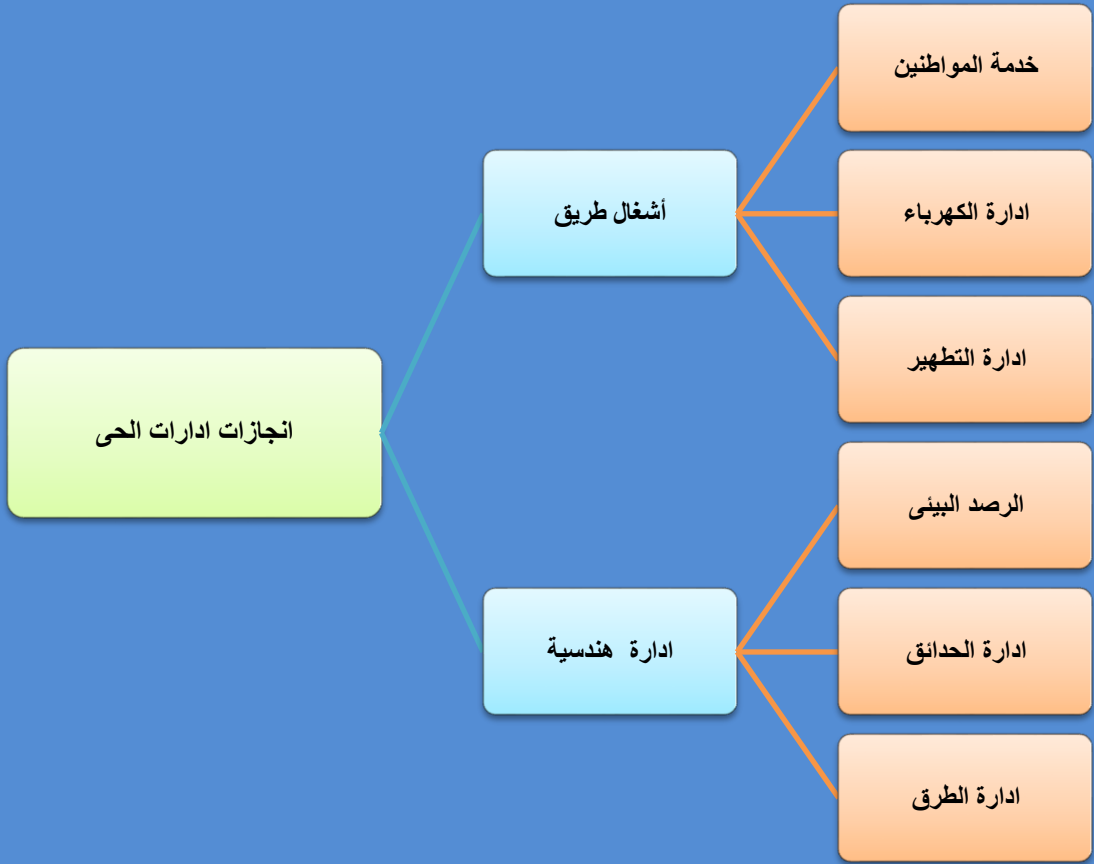 انجازات ادارات الحى
أشغال طريق
خدمة المواطنين
ادارة الكهرباء
ادارة التطهير
ادارة هندسية
الرصد البيئى
ادارة الحدائق
ادارة الطرق